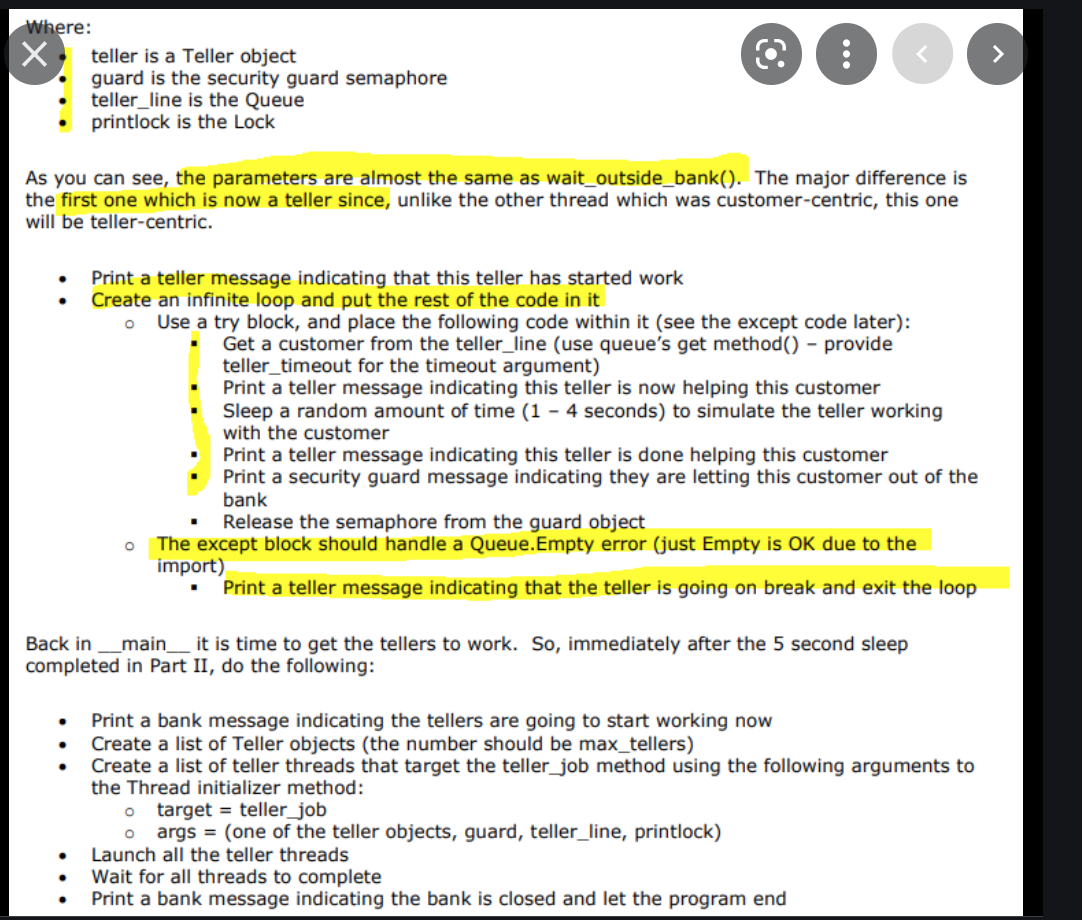 Where:
• teller is a Teller object
• guard is the security guard semaphore
• teller_line is the Queue
• printlock is the Lock
As you can see, the parameters are almost the same as wait_outside_bank(). The major difference is
the first one which is now a teller since, unlike the other thread which was customer-centric, this one
will be teller-centric.
• Print a teller message indicating that this teller has started work
• Create an infinite loop and put the rest of the code in it
o Use a try block, and place the following code within it (see the except code later):
▪ Get a customer from the teller_line (use queue's get method() – provide
teller_timeout for the timeout argument)
▪ Print a teller message indicating this teller is now helping this customer
▪ Sleep a random amount of time (1 – 4 seconds) to simulate the teller working
with the customer
▪ Print a teller message indicating this teller is done helping this customer
▪ Print a security guard message indicating they are letting this customer out of the
bank
▪ Release the semaphore from the guard object
o The except block should handle a Queue.Empty error (just Empty is OK due to the
import)
▪ Print a teller message indicating that the teller is going on break and exit the loop
Back in __main__ it is time to get the tellers to work. So, immediately after the 5 second sleep
completed in Part II, do the following:
• Print a bank message indicating the tellers are going to start working now
• Create a list of Teller objects (the number should be max_tellers)
• Create a list of teller threads that target the teller_job method using the following arguments to
the Thread initializer method:
o target = teller_job
o args = (one of the teller objects, guard, teller_line, printlock)
• Launch all the teller threads
• Wait for all threads to complete
• Print a bank message indicating the bank is closed and let the program end